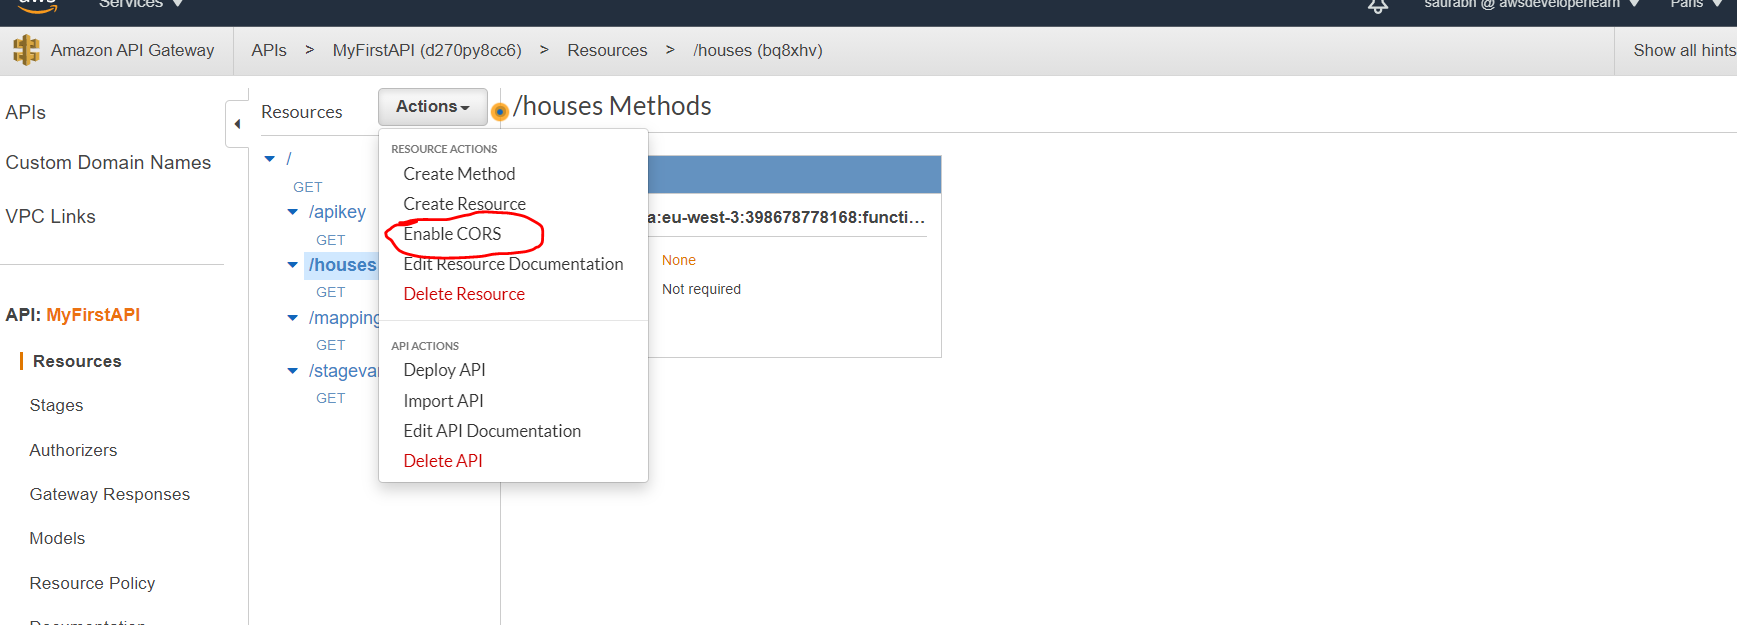 aws
Services
saurabh @ awsdeveloperlearn
Paris
Amazon API Gateway
APIs > MyFirstAPI (d270py8cc6) > Resources > /houses (bq8xhv)
Show all hints
APIs
Custom Domain Names
VPC Links
API: MyFirstAPI
Resources
Stages
Authorizers
Gateway Responses
Models
Resource Policy
Documentation
Resources
Actions
/
GET
/apikey
GET
/houses
GET
/mapping
GET
/stageva
GET
RESOURCE ACTIONS
Create Method
Create Resource
Enable CORS
Edit Resource Documentation
Delete Resource
API ACTIONS
Deploy API
Import API
Edit API Documentation
Delete API
/houses Methods
a:eu-west-3:398678778168:functi...
None
Not required